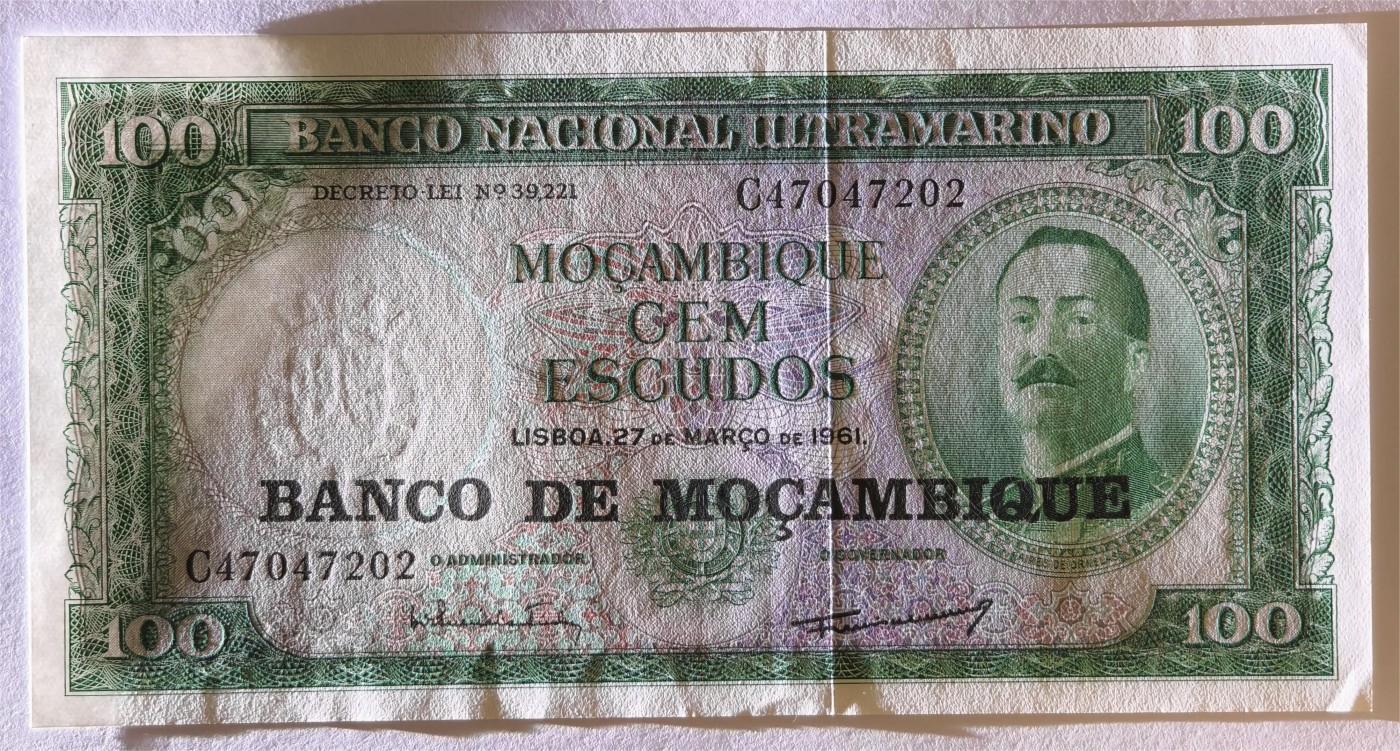 100 BANCO NACIONAL ULTRAMARINO 100
DECRETO-LEI Nº 39.221 C47047202
MOÇAMBIQUE
CEM
ESCUDOS
LISBOA, 27 DE MARÇO DE 1961.
BANCO DE MOÇAMBIQUE
C47047202 O ADMINISTRADOR, O GOVERNADOR
100 100